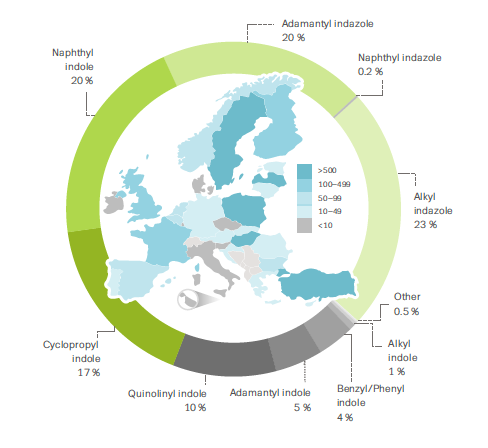 Adamantyl indazole
20 %
Naphthyl indazole
0.2 %
Naphthyl
indole
20 %
>500
100–499
50–99
10–49
<10
Alkyl
indazole
23 %
Other
0.5 %
Alkyl
indole
1 %
Cyclopropyl
indole
17 %
Quinolinyl indole
10 %
Adamantyl indole
5 %
Benzyl/Phenyl
indole
4 %